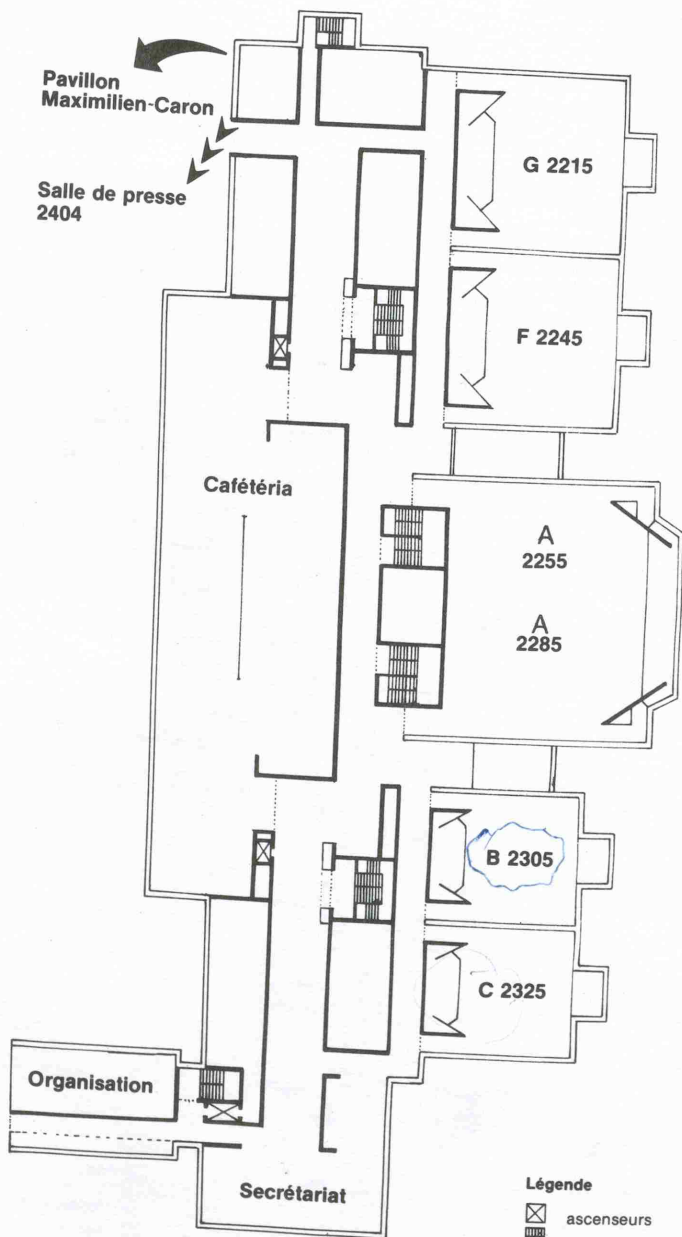 Pavillon
Maximilien-Caron
Salle de presse
2404
G 2215
F 2245
Cafétéria
A
2255
A
2285
B 2305
C 2325
Organisation
Secrétariat
Légende
ascenseurs